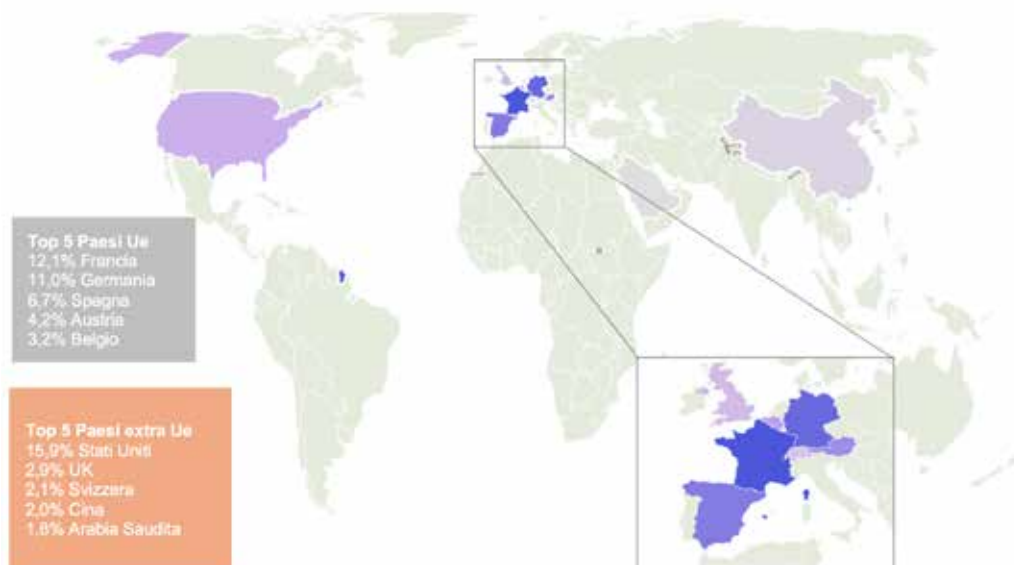 Top 5 Paesi Ue
12,1% Francia
11,0% Germania
6,7% Spagna
4,2% Austria
3,2% Belgio
Top 5 Paesi extra Ue
15,9% Stati Uniti
2,9% UK
2,1% Svizzera
2,0% Cina
1,8% Arabia Saudita